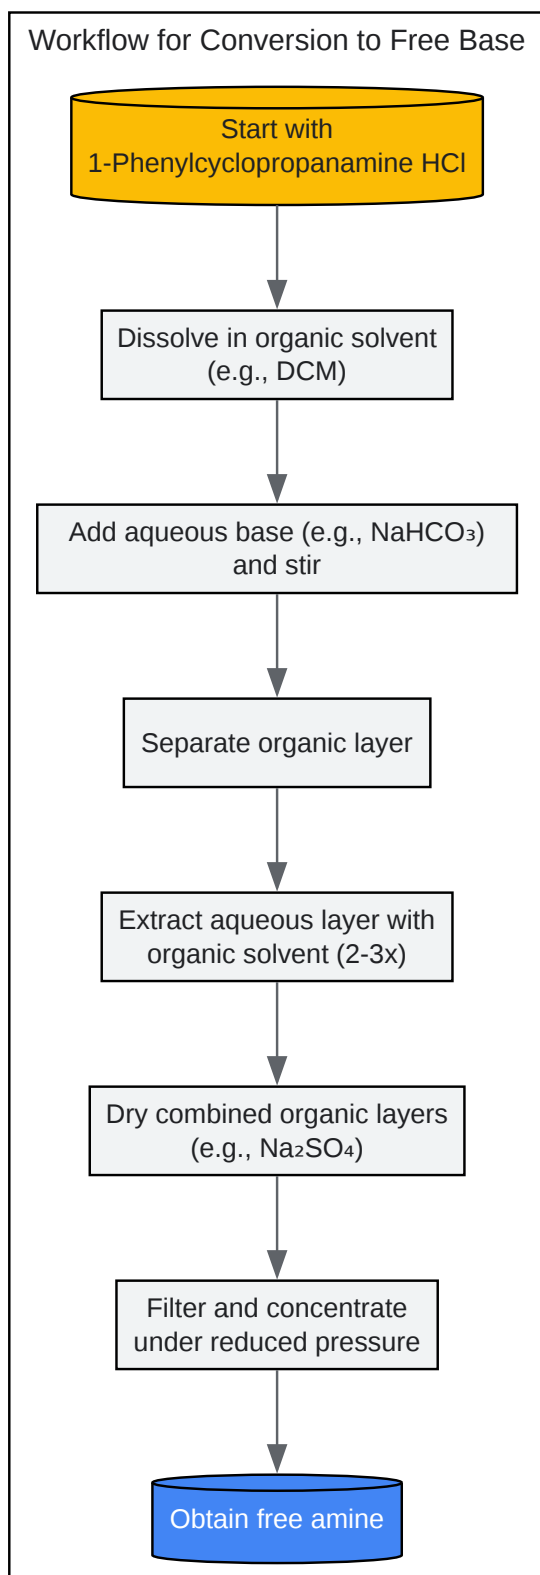 Workflow for Conversion to Free Base
Start with
1-Phenylcyclopropanamine HCl
Dissolve in organic solvent
(e.g., DCM)
Add aqueous base (e.g., NaHCO₃)
and stir
Separate organic layer
Extract aqueous layer with
organic solvent (2-3x)
Dry combined organic layers
(e.g., Na₂SO₄)
Filter and concentrate
under reduced pressure
Obtain free amine